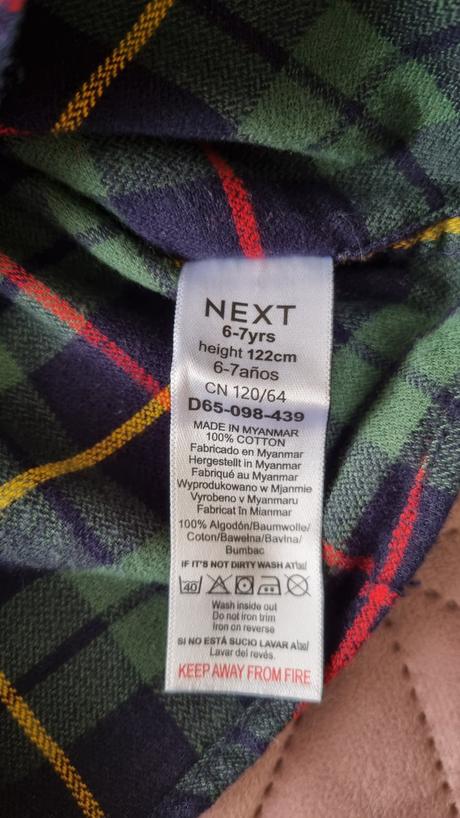 NEXT
6-7yrs
height 122cm
6-7años
CN 120/64
D65-098-439
MADE IN MYANMAR
100% COTTON
Fabricado en Myanmar
Hergestellt in Myanmar
Fabriqué au Myanmar
Wyprodukowano w Mjanmie
Vyrobeno v Myanmaru
Fabricat în Mianmar
100% Algodón/Baumwolle/
Coton/Bawełna/Bavlna/
Bumbac
IF IT'S NOT DIRTY WASH AT
40
Wash inside out
Do not iron trim
Iron on reverse
SI NO ESTÁ SUCIO LAVAR A
Lavar del revés.
KEEP AWAY FROM FIRE